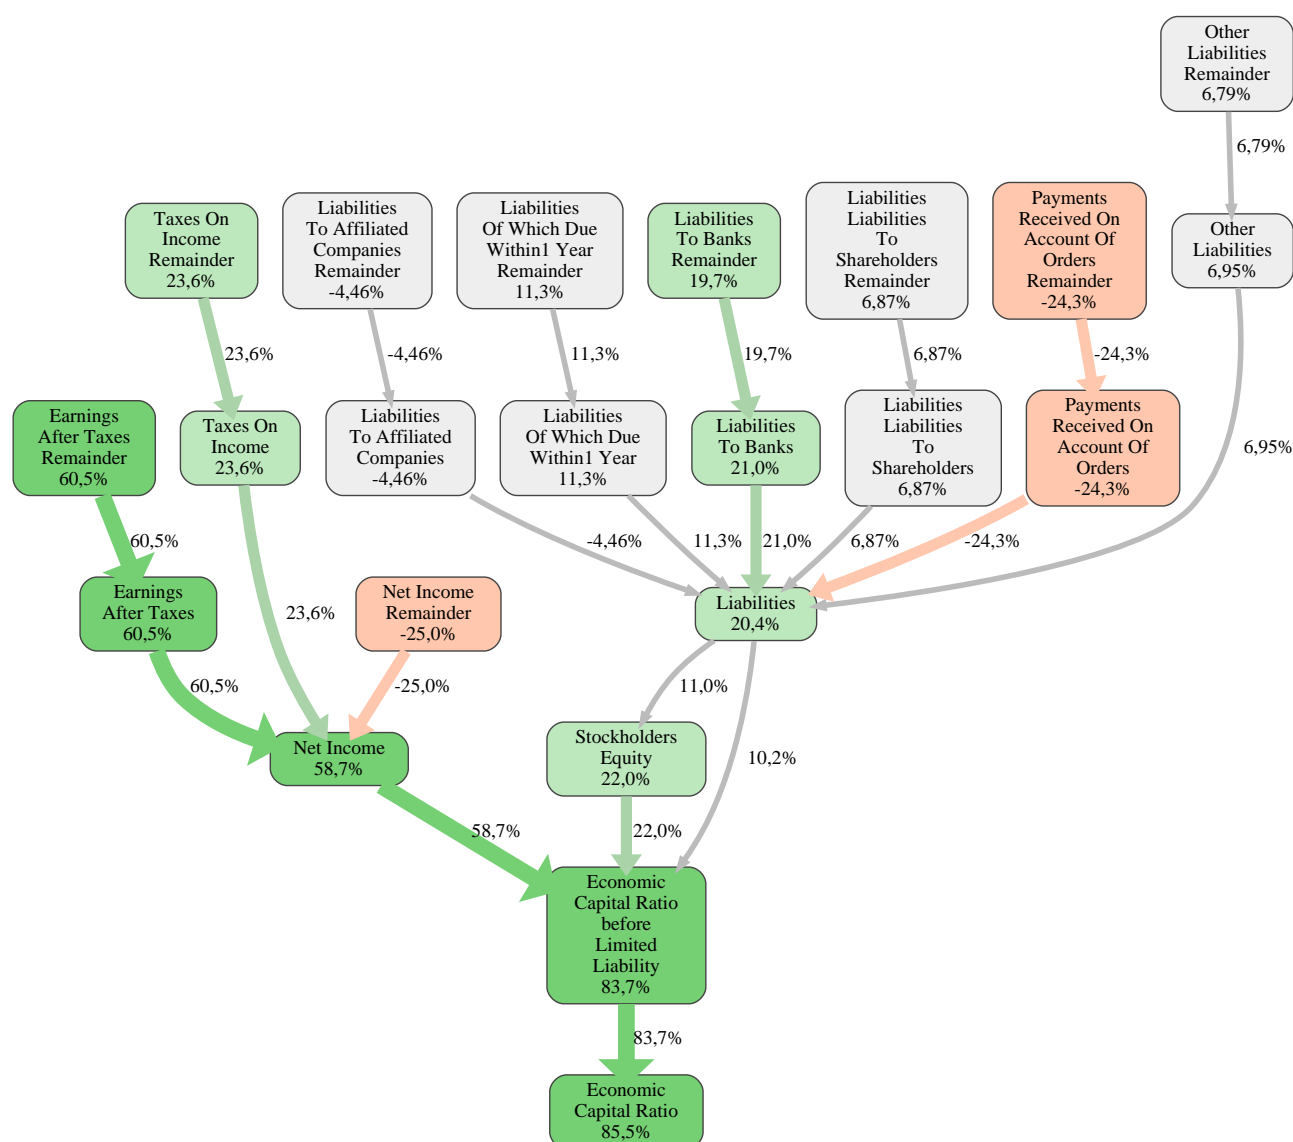 Other
Liabilities
Remainder
6,79%
6,79%
Taxes On
Income
Remainder
23,6%
Liabilities
To Affiliated
Companies
Remainder
-4,46%
Liabilities
Of Which Due
Within1 Year
Remainder
11,3%
Liabilities
To Banks
Remainder
19,7%
Liabilities
Liabilities
To
Shareholders
Remainder
6,87%
Payments
Received On
Account Of
Orders
Remainder
-24,3%
Other
Liabilities
6,95%
23,6%
-4,46%
11,3%
19,7%
6,87%
-24,3%
Earnings
After Taxes
Remainder
60,5%
Taxes On
Income
23,6%
Liabilities
To Affiliated
Companies
-4,46%
Liabilities
Of Which Due
Within1 Year
11,3%
Liabilities
To Banks
21,0%
Liabilities
Liabilities
To
Shareholders
6,87%
Payments
Received On
Account Of
Orders
-24,3%
6,95%
60,5%
-4,46%
11,3%
21,0%
6,87%
-24,3%
Earnings
After Taxes
60,5%
23,6%
Net Income
Remainder
-25,0%
Liabilities
20,4%
60,5%
-25,0%
11,0%
10,2%
Net Income
58,7%
Stockholders
Equity
22,0%
58,7%
22,0%
Economic
Capital Ratio
before
Limited
Liability
83,7%
83,7%
Economic
Capital Ratio
85,5%